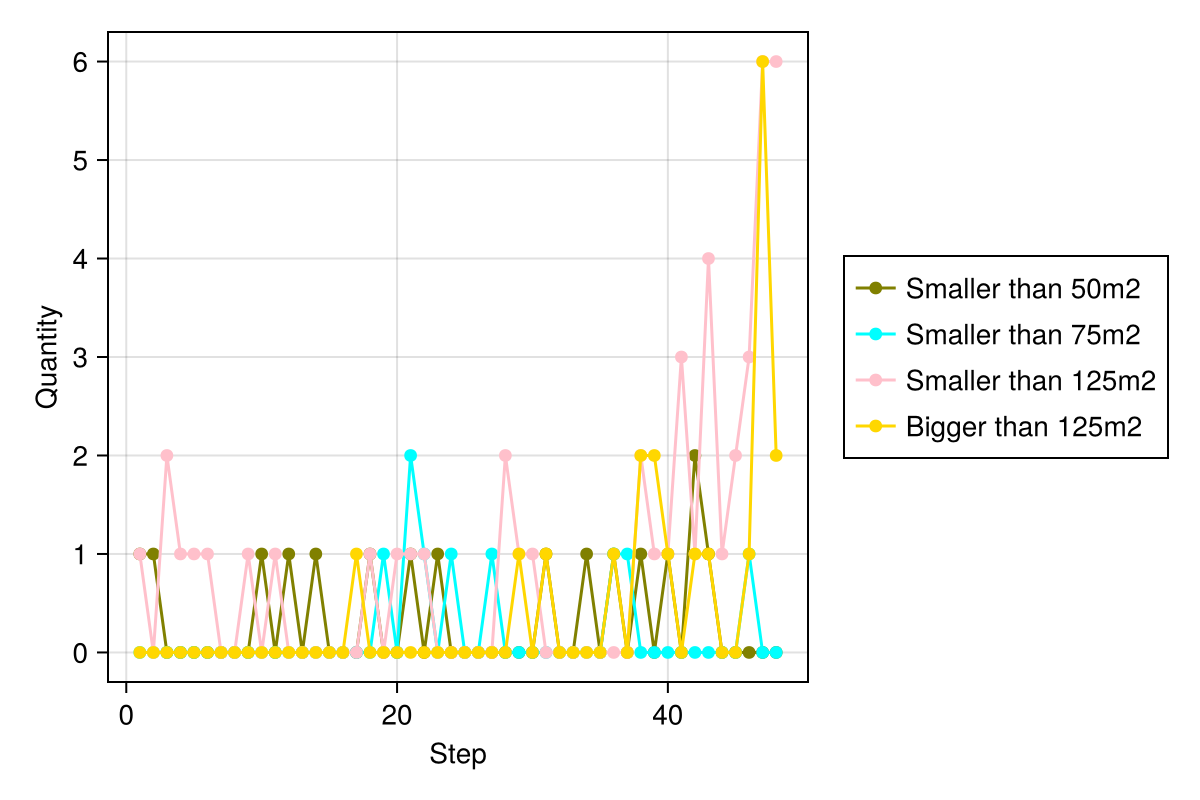 6
5
4
3
2
1
0
Quantity
0 20 40
Step
Smaller than 50m2
Smaller than 75m2
Smaller than 125m2
Bigger than 125m2